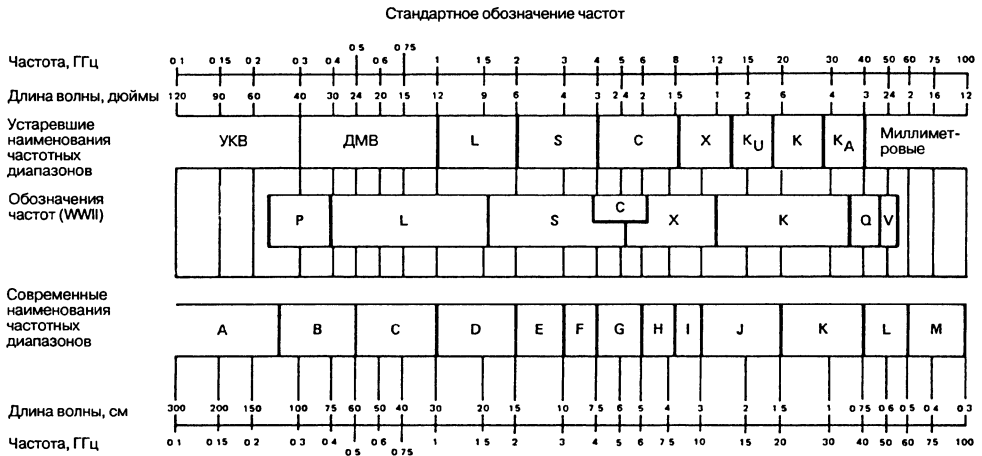 Стандартное обозначение частот
0 5 0 75
Частота, ГГц 0 1 0 15 0 2 0 3 0 4 0 6 1 1 5 2 3 4 5 6 8 12 15 20 30 40 50 60 75 100
Длина волны, дюймы 120 90 60 40 30 24 20 15 12 9 6 4 3 2 4 2 1 5 1 2 6 4 3 24 2 16 12
Устаревшие
наименования
частотных
диапазонов
УКВ ДМВ L S C X KU K KA Миллимет-
ровые
Обозначения
частот (WWII)
P L S C X K Q V
Современные
наименования
частотных
диапазонов
A B C D E F G H I J K L M
Длина волны, см 300 200 150 100 75 60 50 40 30 20 15 10 7 5 6 5 4 3 2 1 5 1 0 75 0 6 0 5 0 4 0 3
Частота, ГГц 0 1 0 15 0 2 0 3 0 4 0 6 1 1 5 2 3 4 5 6 7 5 10 15 20 30 40 50 60 75 100
0 5 0 75